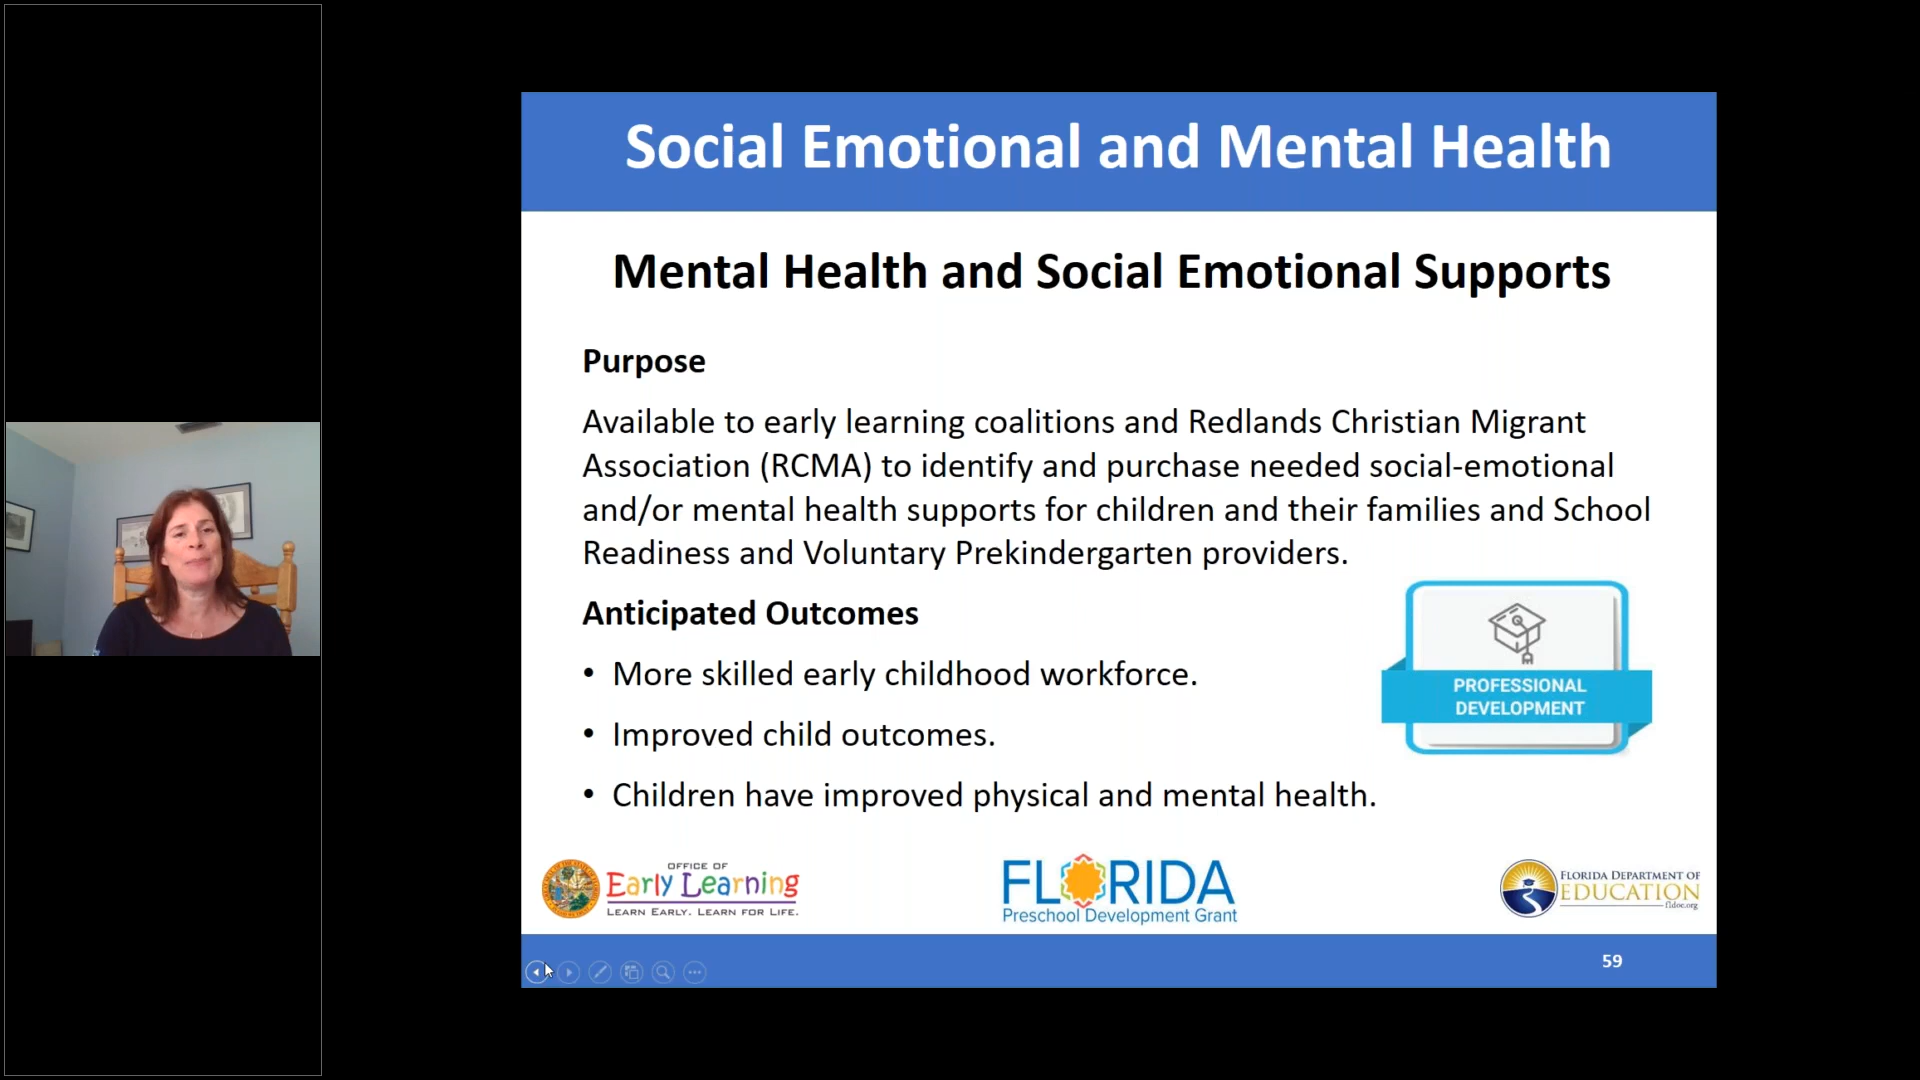 Social Emotional and Mental Health
Mental Health and Social Emotional Supports
Purpose
Available to early learning coalitions and Redlands Christian Migrant
Association (RCMA) to identify and purchase needed social-emotional
and/or mental health supports for children and their families and School
Readiness and Voluntary Prekindergarten providers.
Anticipated Outcomes
• More skilled early childhood workforce.
• Improved child outcomes.
• Children have improved physical and mental health.
PROFESSIONAL
DEVELOPMENT
OFFICE OF
Early Learning
LEARN EARLY. LEARN FOR LIFE.
FLORIDA
Preschool Development Grant
FLORIDA DEPARTMENT OF
EDUCATION
fldoe.org
59